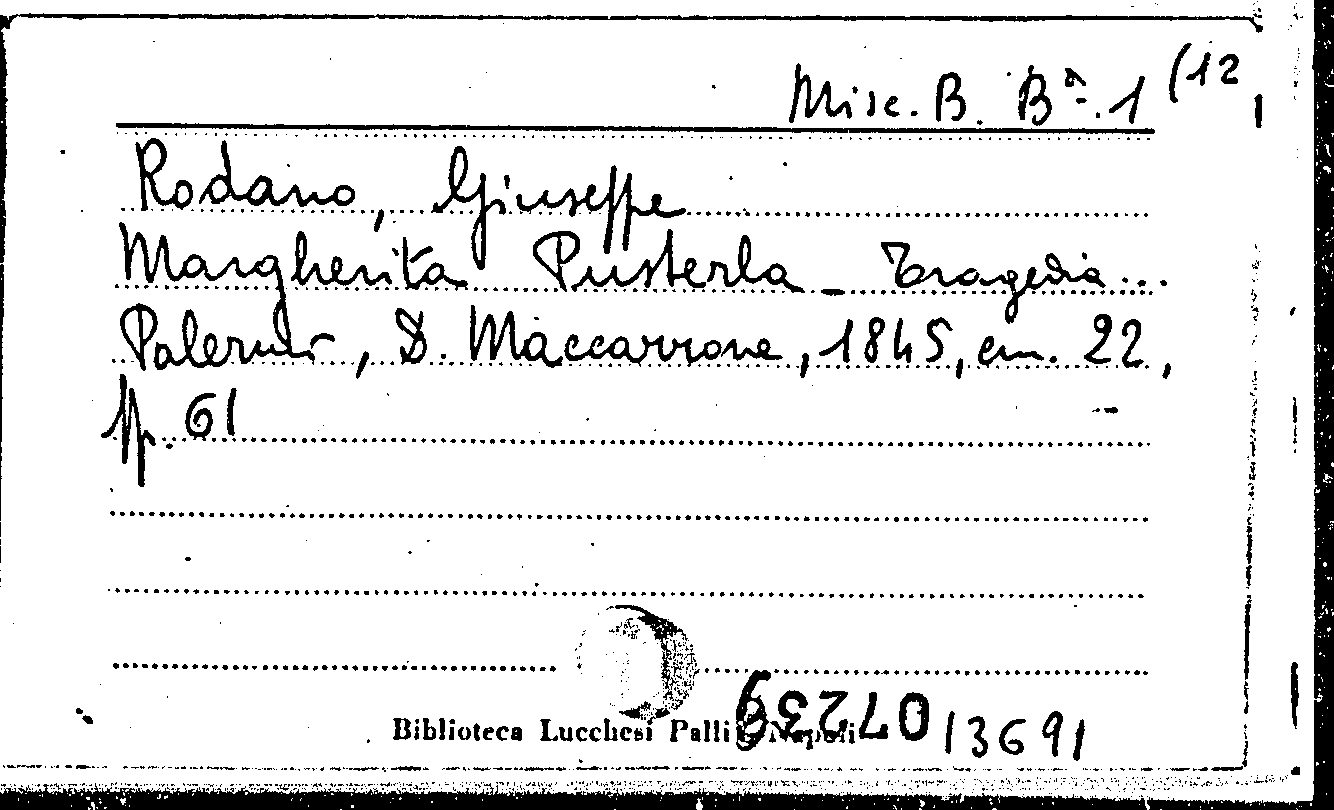 Misc. B. Bª. 1 (12
Rodano, Giuseppe
Margherita Pusterla - Tragedia...
Palermo, D. Maccarrone, 1845, cm. 22,
pp. 61
Biblioteca Lucchesi Palli - Napoli
13691